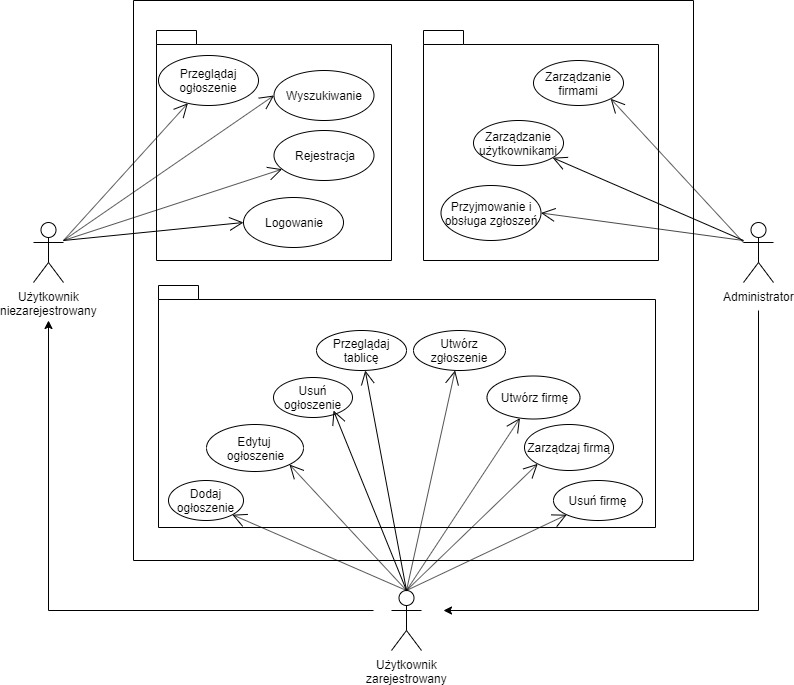 Przeglądaj
ogłoszenie
Wyszukiwanie
Rejestracja
Logowanie
Zarządzanie
firmami
Zarządzanie
użytkownikami
Przyjmowanie i
obsługa zgłoszeń
Użytkownik
niezarejestrowany
Administrator
Przeglądaj
tablicę
Utwórz
zgłoszenie
Usuń
ogłoszenie
Utwórz firmę
Edytuj
ogłoszenie
Zarządzaj firmą
Dodaj
ogłoszenie
Usuń firmę
Użytkownik
zarejestrowany